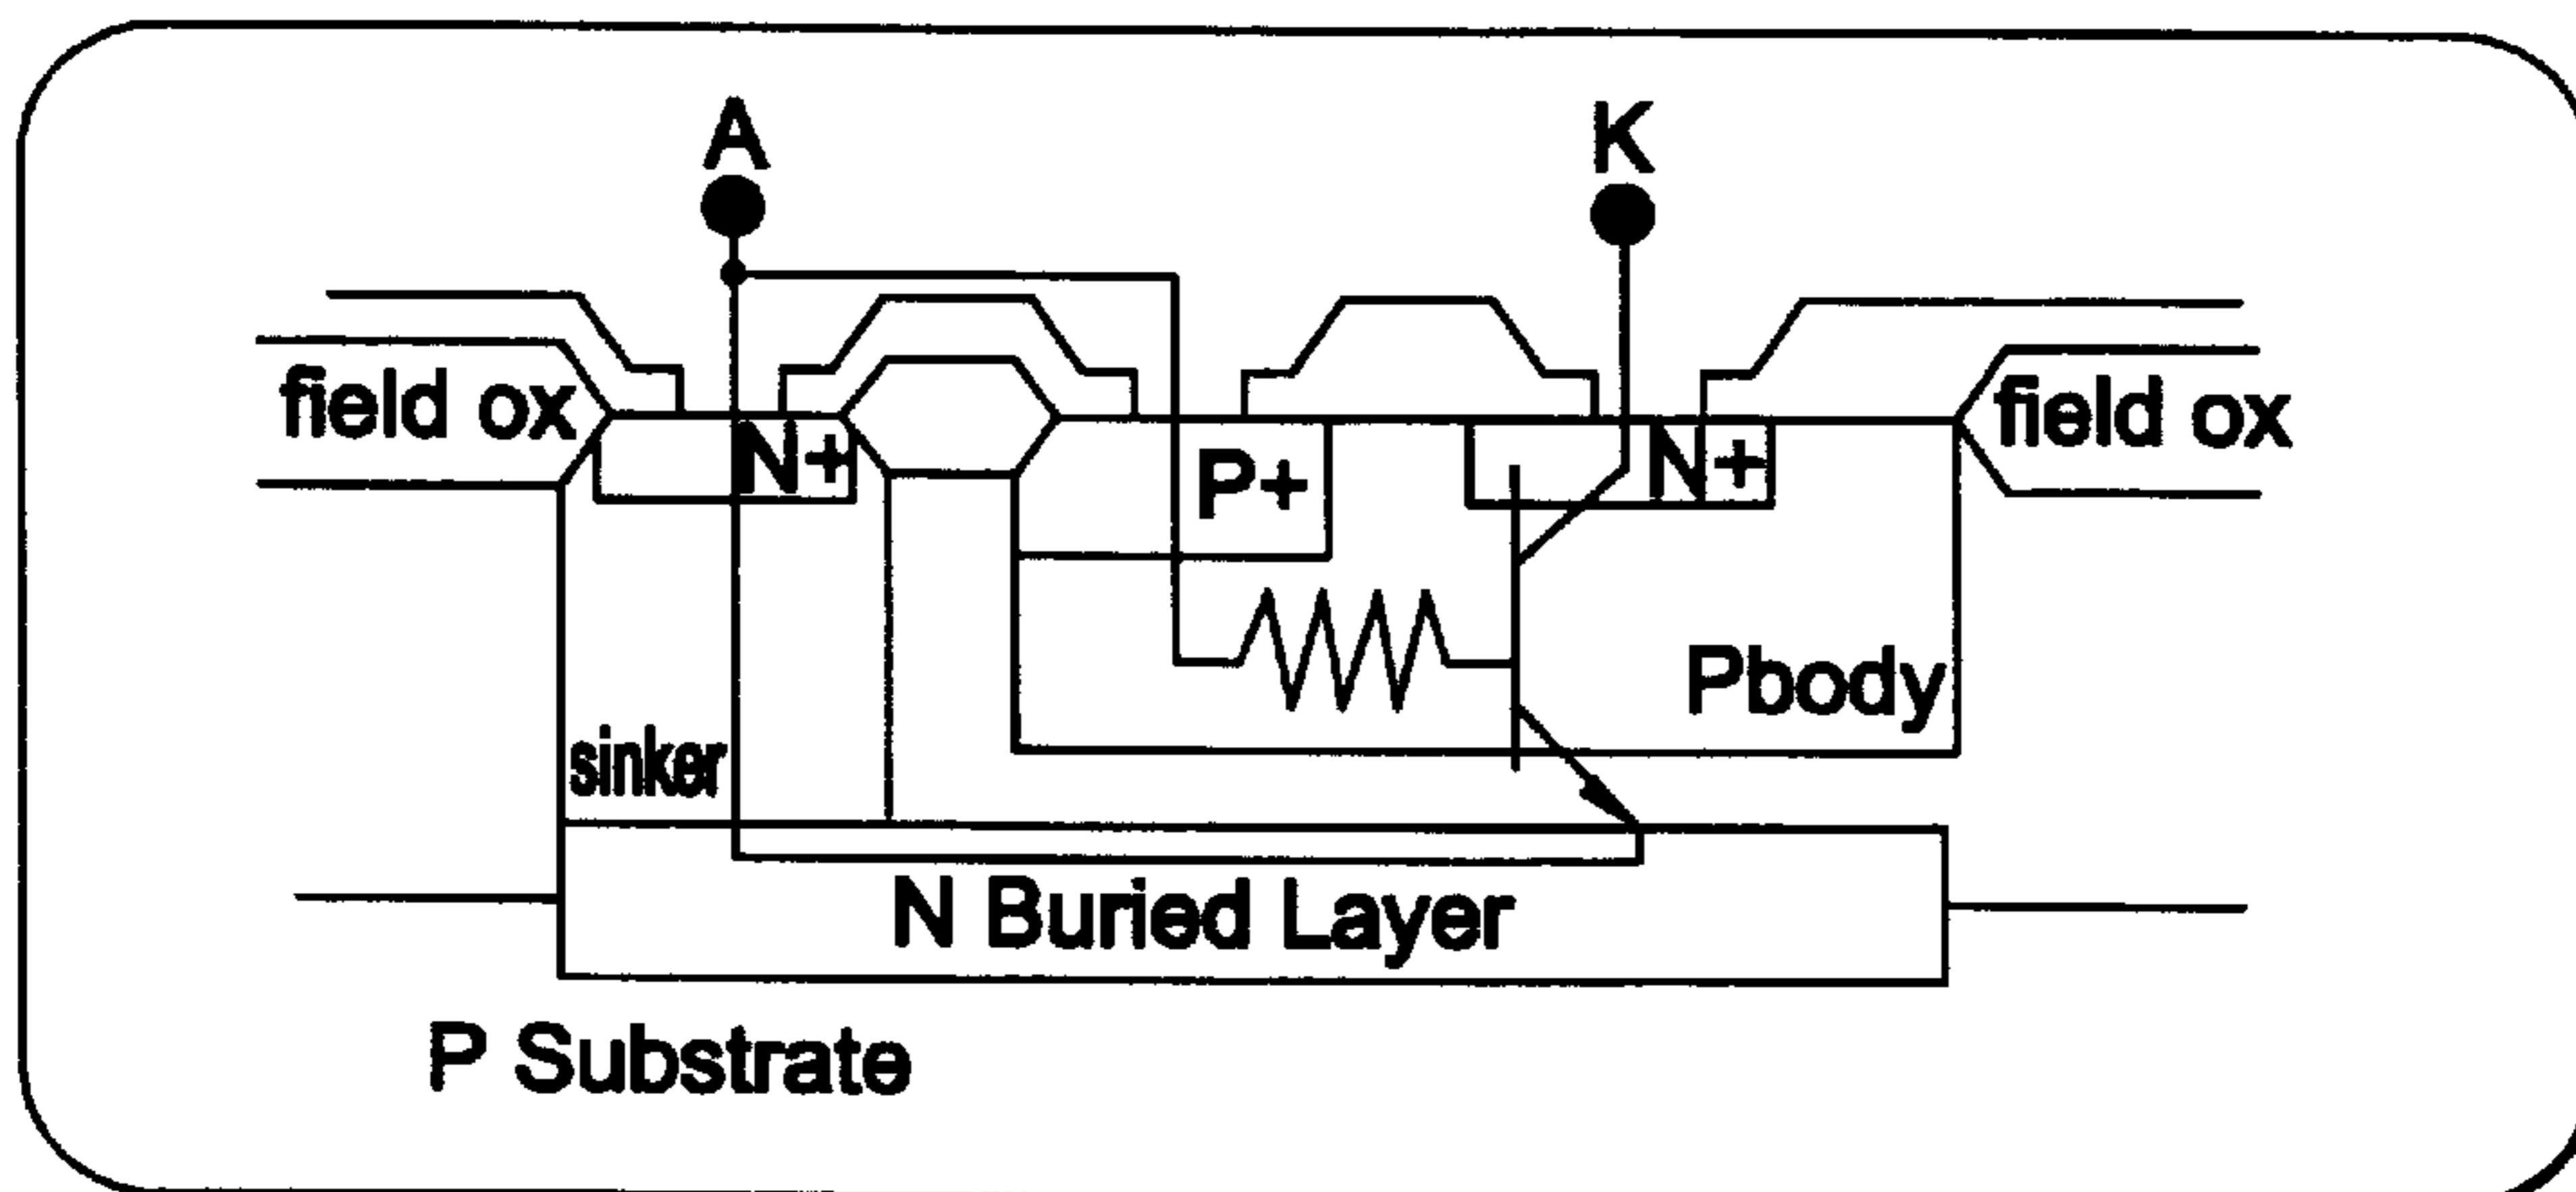 A
K
field ox
N+
P+
N+
field ox
Pbody
sinker
N Buried Layer
P Substrate